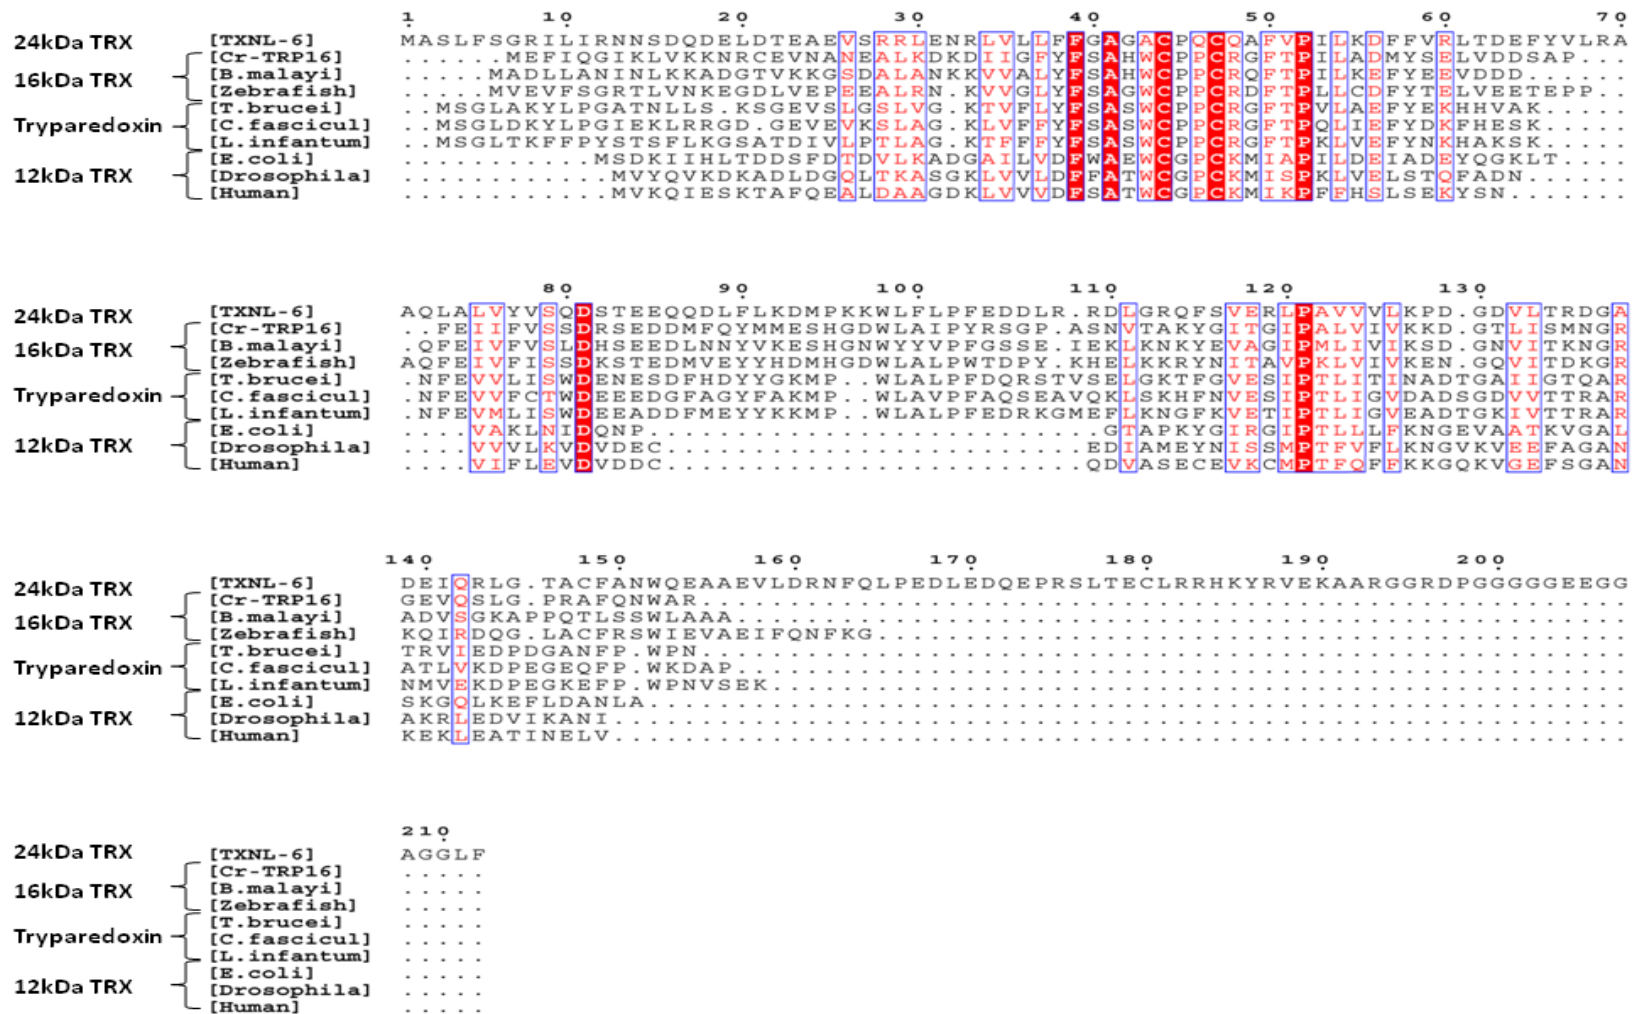 1 10 20 30 40 50 60 70
24kDa TRX [TXNL-6] MASLFSGRILIRNNSDQDELDTEAEVSRRLENRLVLLFFGAGACPQCQAFVPILKDFFVRLTDEFYVLRA
[Cr-TRP16] ......MEFIQGIKLVKKNRCEVNANEALKDKDIIGFYFSAHWCPPCRGFTPILADMYSELVDDSAP...
16kDa TRX [B.malayi] .....MADLLANINLKKADGTVKKGSDALANKKVVALYFSAHWCPPCRQFTPILKEFYEEVDDD......
[Zebrafish] .....MVEVFSGRTLVNKEGDLVEPEEALRN.KVVGLYFSAGWCPPCRDFTPLLCDFYTELVEETEPP..
[T.brucei] ..MSGLAKYLPGATNLLS.KSGEVSLGSLVG.KTVFLYFSASWCPPCRGFTPVLAEFYEKHHVAK.....
Tryparedoxin [C.fascicul] ..MSGLDKYLPGIEKLRRGD.GEVEVKSLAG.KLVFFYFSASWCPPCRGFTPQLIEFYDKFHESK.....
[L.infantum] ..MSGLTKFFPYSTSFLKGSATDIVLPTLAG.KTFFFYFSASWCPPCRGFTPKLVEFYNKHAKSK.....
[E.coli] ...........MSDKIIHLTDDSFDTDVLKADGAILVDFWAEWCGPCKMIAPILDEIADEYQGKLT....
12kDa TRX [Drosophila] ............MVYQVKDKADLDGQLTKASGKLVVLDFFATWCGPCKMISPKLVELSTQFADN......
[Human] ............MVKQIESKTAFQEALDAAGDKLVVVDFSATWCGPCKMIKPFFHSLSEKYSN.......
80 90 100 110 120 130
24kDa TRX [TXNL-6] AQLALVYVSQDSTEEQQDLFLKDMPKKWLFLPFEDDLR.RDLGRQFSVERLPAVVVLKPD.GDVLTRDGA
[Cr-TRP16] ..FEIIFVSSDRSEDDMFQYMMESHGDWLAIPYRSGP.ASNVTAKYGITGIPALVIVKKD.GTLISMNGR
16kDa TRX [B.malayi] .QFEIVFVSLDHSEEDLNNYVKESHGNWYYVPFGSSE.IEKLKNKYEVAGIPMLIVIKSD.GNVITKNGR
[Zebrafish] AQFEIVFISSDKSTEDMVEYYHDMHGDWLALPWTDPY.KHELKKRYNITAVPKLVIVKEN.GQVITDKGR
[T.brucei] .NFEVVLISWDENESDFHDYYGKMP..WLALPFDQRSTVSELGKTFGVESIPTLITINADTGAIIGTQAR
Tryparedoxin [C.fascicul] .NFEVVFCTWDEEEDGFAGYFAKMP..WLAVPFAQSEAVQKLSKHFNVESIPTLIGVDADSGDVVTTRAR
[L.infantum] .NFEVMLISWDEEADDFMEYYKKMP..WLALPFEDRKGMEFLKNGFKVETIPTLIGVEADTGKIVTTRAR
[E.coli] ....VAKLNIDQNP..........................GTAPKYGIRGIPTLLLFKNGEVAATKVGAL
12kDa TRX [Drosophila] ....VVVLKVDVDEC........................EDIAMEYNISSMPTFVFLKNGVKVEEFAGAN
[Human] ....VIFLEVDVDDC........................QDVASECEVKCMPTFQFFKKGQKVGEFSGAN
140 150 160 170 180 190 200
24kDa TRX [TXNL-6] DEIQRLG.TACFANWQEAAEVLDRNFQLPEDLEDQEPRSLTECLRRHKYRVEKAARGGRDPGGGGGEEGG
[Cr-TRP16] GEVQSLG.PRAFQNWAR.....................................................
16kDa TRX [B.malayi] ADVSGKAPPQTLSSWLAAA...................................................
[Zebrafish] KQIRDQG.LACFRSWIEVAEIFQNFKG...........................................
[T.brucei] TRVIEDPDGANFP.WPN.....................................................
Tryparedoxin [C.fascicul] ATLVKDPEGEQFP.WKDAP...................................................
[L.infantum] NMVEKDPEGKEFP.WPNVSEK.................................................
[E.coli] SKGQLKEFLDANLA........................................................
12kDa TRX [Drosophila] AKRLEDVIKANI..........................................................
[Human] KEKLEATINELV..........................................................
210
24kDa TRX [TXNL-6] AGGLF
[Cr-TRP16] .....
16kDa TRX [B.malayi] .....
[Zebrafish] .....
[T.brucei] .....
Tryparedoxin [C.fascicul] .....
[L.infantum] .....
[E.coli] .....
12kDa TRX [Drosophila] .....
[Human] .....